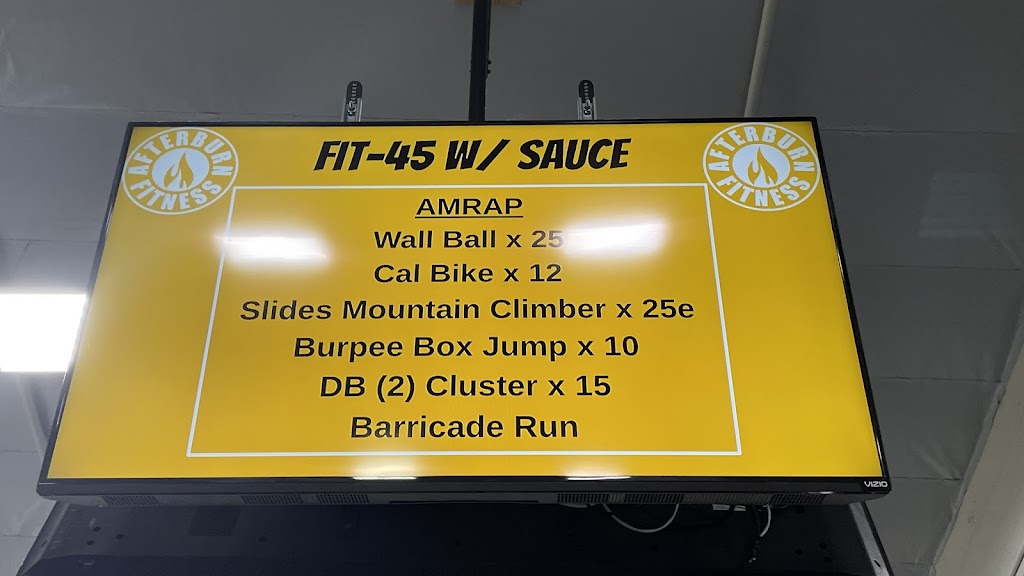 AFTERBURN FITNESS
FIT-45 W/ SAUCE
AFTERBURN FITNESS
AMRAP
Wall Ball x 25
Cal Bike x 12
Slides Mountain Climber x 25e
Burpee Box Jump x 10
DB (2) Cluster x 15
Barricade Run
VIZIO